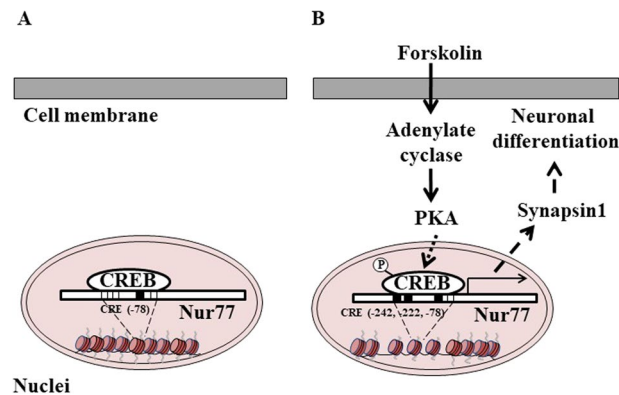 A
Cell membrane
CREB
CRE (-78)
Nur77
Nuclei
B
Forskolin
Adenylate
cyclase
PKA
Neuronal
differentiation
Synapsin1
P
CREB
CRE (-242, -222, -78)
Nur77